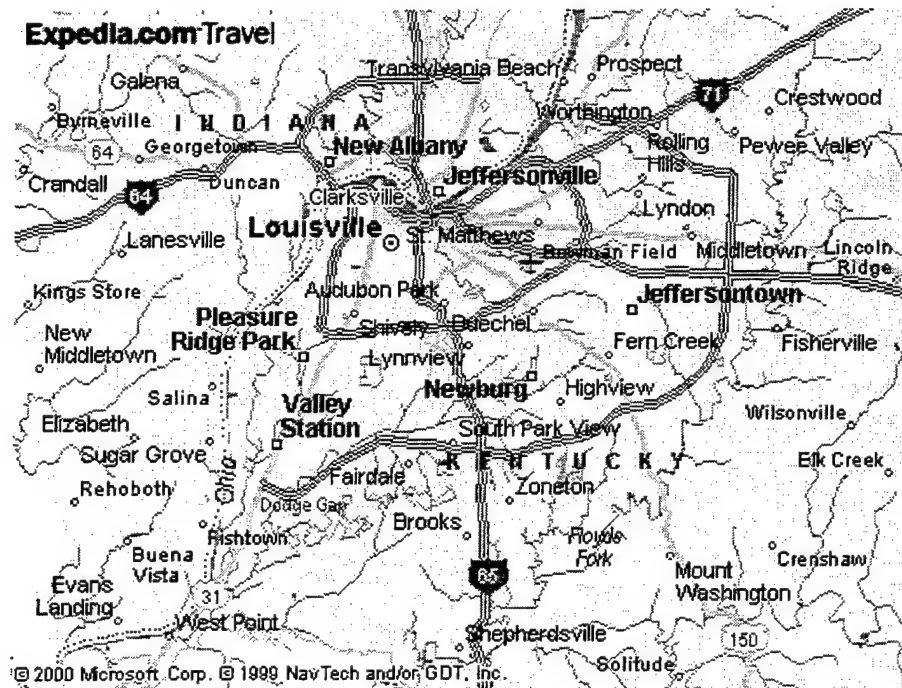 Expedia.com Travel
Transylvania Beach
Prospect
Galena
71
Crestwood
Worthington
Byrneville
INDIANA
Rolling
Hills
Pewee Valley
64
Georgetown
New Albany
Crandall
Duncan
Jeffersonville
64
Clarksville
Lyndon
Louisville
St. Matthews
Lanesville
Bowman Field
Middletown
Lincoln
Ridge
Kings Store
Audubon Park
Jeffersontown
Pleasure
Ridge Park
Shively
Buechel
New
Middletown
Lynnview
Fern Creek
Fisherville
Newburg
Highview
Salina
Valley
Station
Wilsonville
Elizabeth
South Park View
Sugar Grove
KENTUCKY
Elk Creek
Ohio
Fairdale
Rehoboth
Zoneton
Dodge Gap
Brooks
Fishtown
Floyds
Fork
Buena
Vista
Crenshaw
65
Evans
Landing
Mount
Washington
31
West Point
Shepherdsville
150
Solitude
© 2000 Microsoft Corp. © 1999 NavTech and/or GDT, Inc.